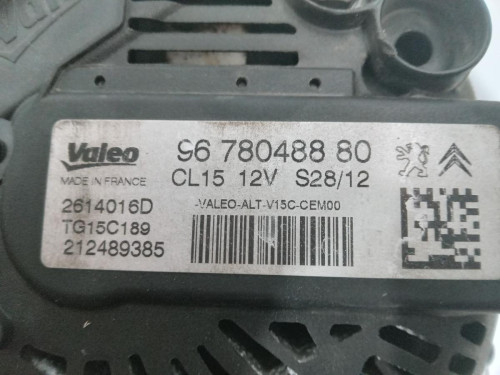 Valeo
MADE IN FRANCE
96 780488 80
CL15 12V S28/12
2614016D
TG15C189
212489385
-VALEO-ALT-V15C-CEM00